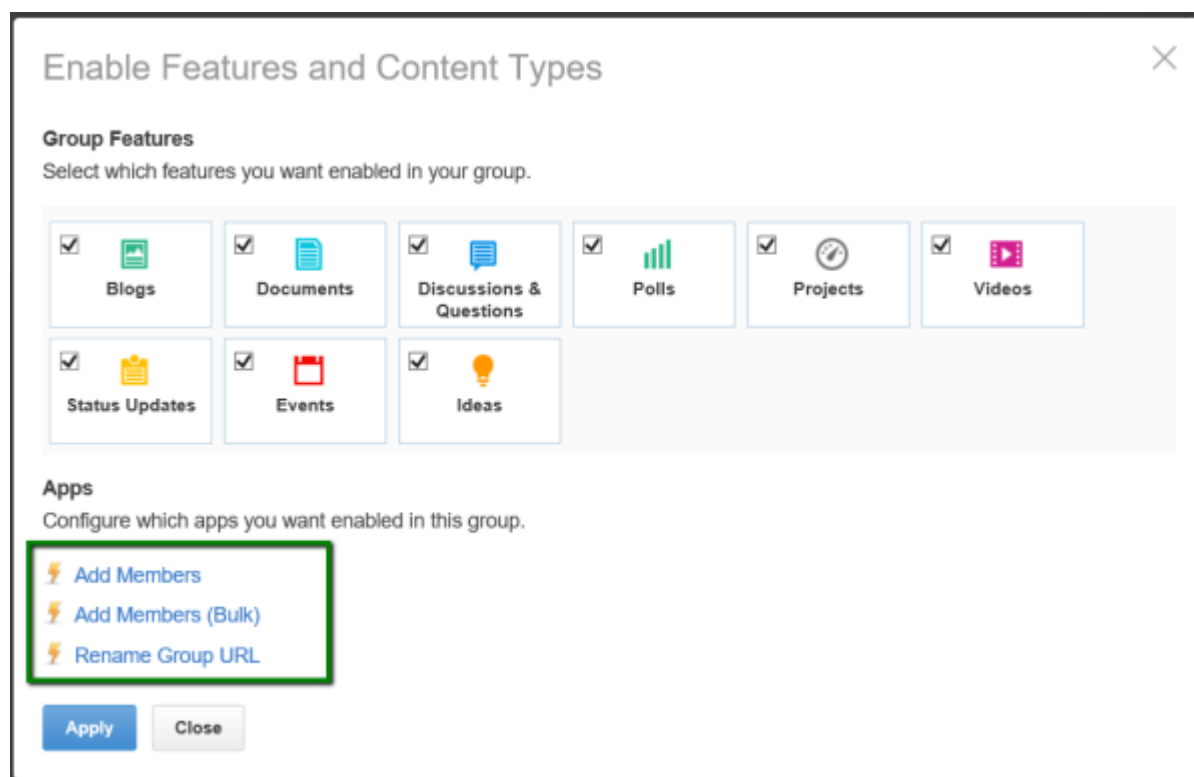 Enable Features and Content Types
Group Features
Select which features you want enabled in your group.
Blogs
Documents
Discussions &
Questions
Polls
Projects
Videos
Status Updates
Events
Ideas
Apps
Configure which apps you want enabled in this group.
Add Members
Add Members (Bulk)
Rename Group URL
Apply
Close